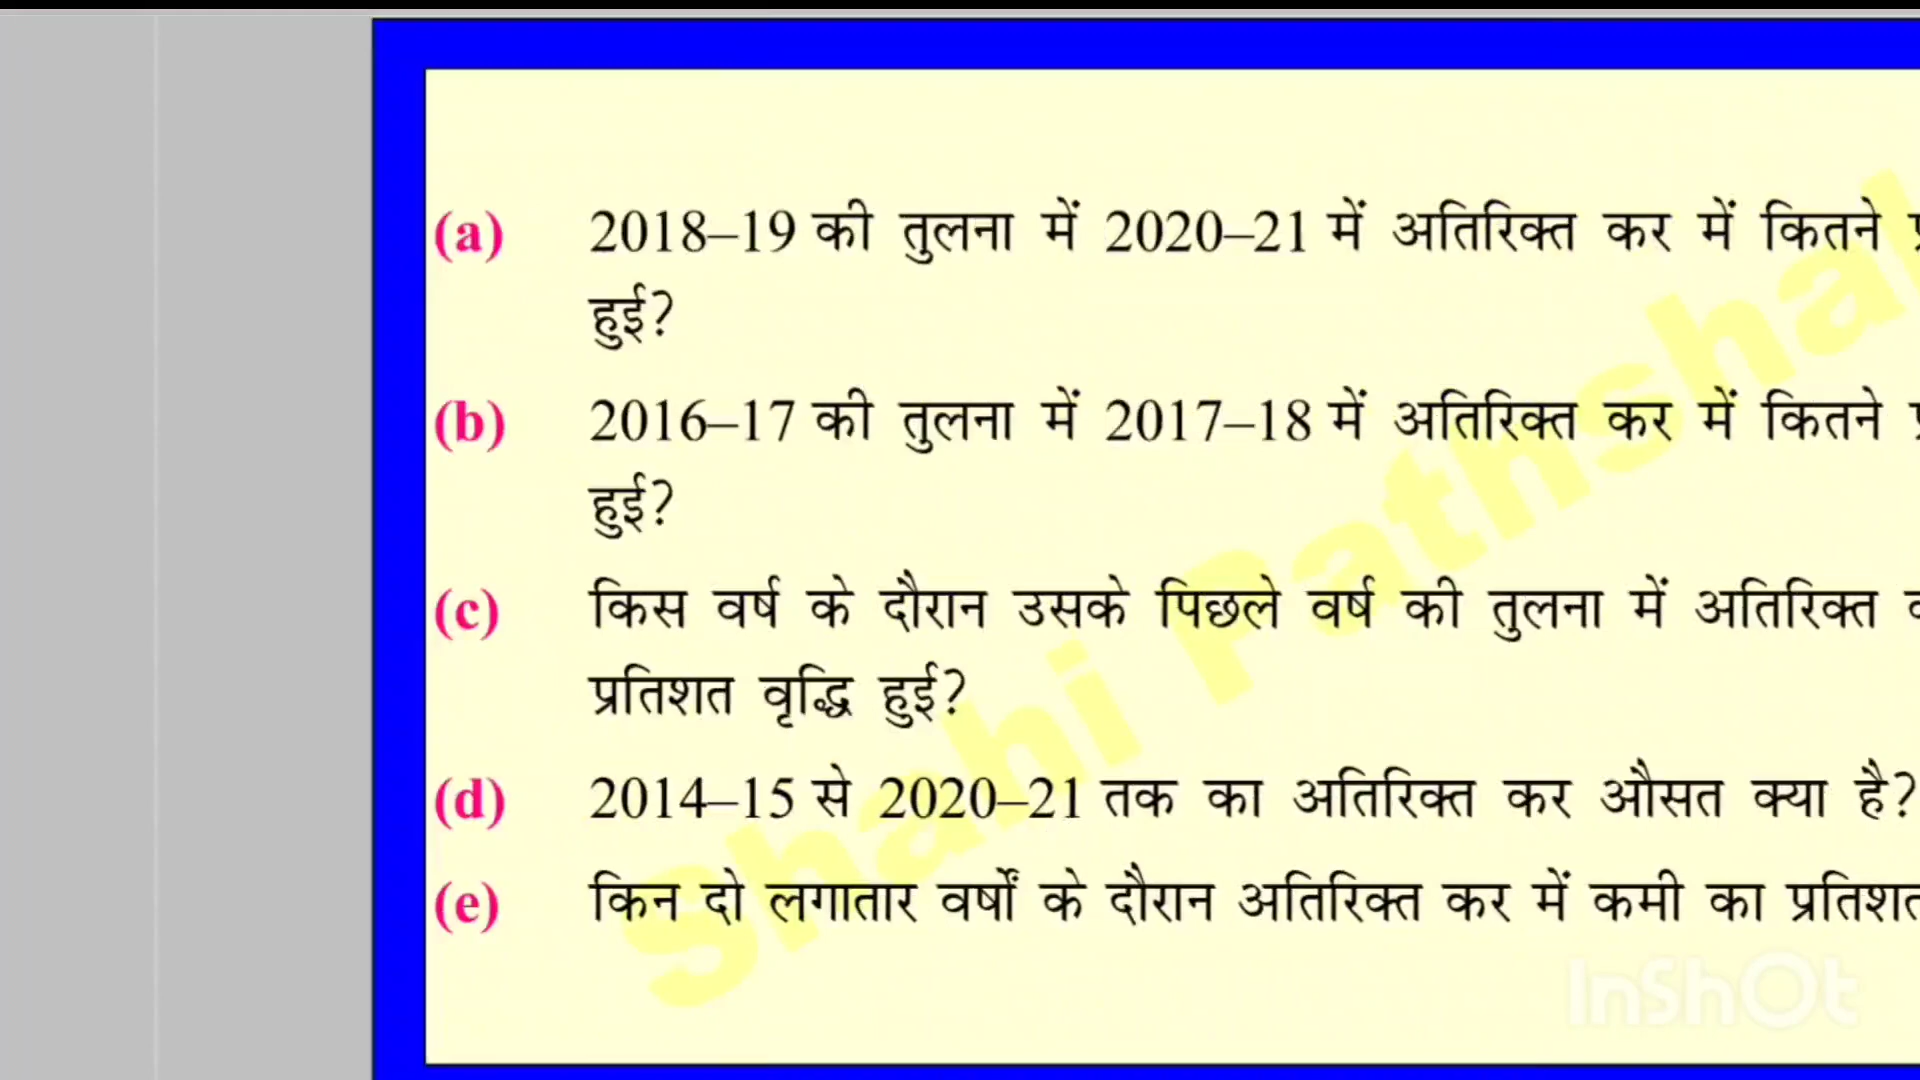 (a) 2018–19 की तुलना में 2020–21 में अतिरिक्त कर में कितने
हुई?
(b) 2016–17 की तुलना में 2017–18 में अतिरिक्त कर में कितने
हुई?
(c) किस वर्ष के दौरान उसके पिछले वर्ष की तुलना में अतिरिक्त
प्रतिशत वृद्धि हुई?
(d) 2014–15 से 2020–21 तक का अतिरिक्त कर औसत क्या है?
(e) किन दो लगातार वर्षों के दौरान अतिरिक्त कर में कमी का प्रतिशत
Shahi Pathshal
InShOt